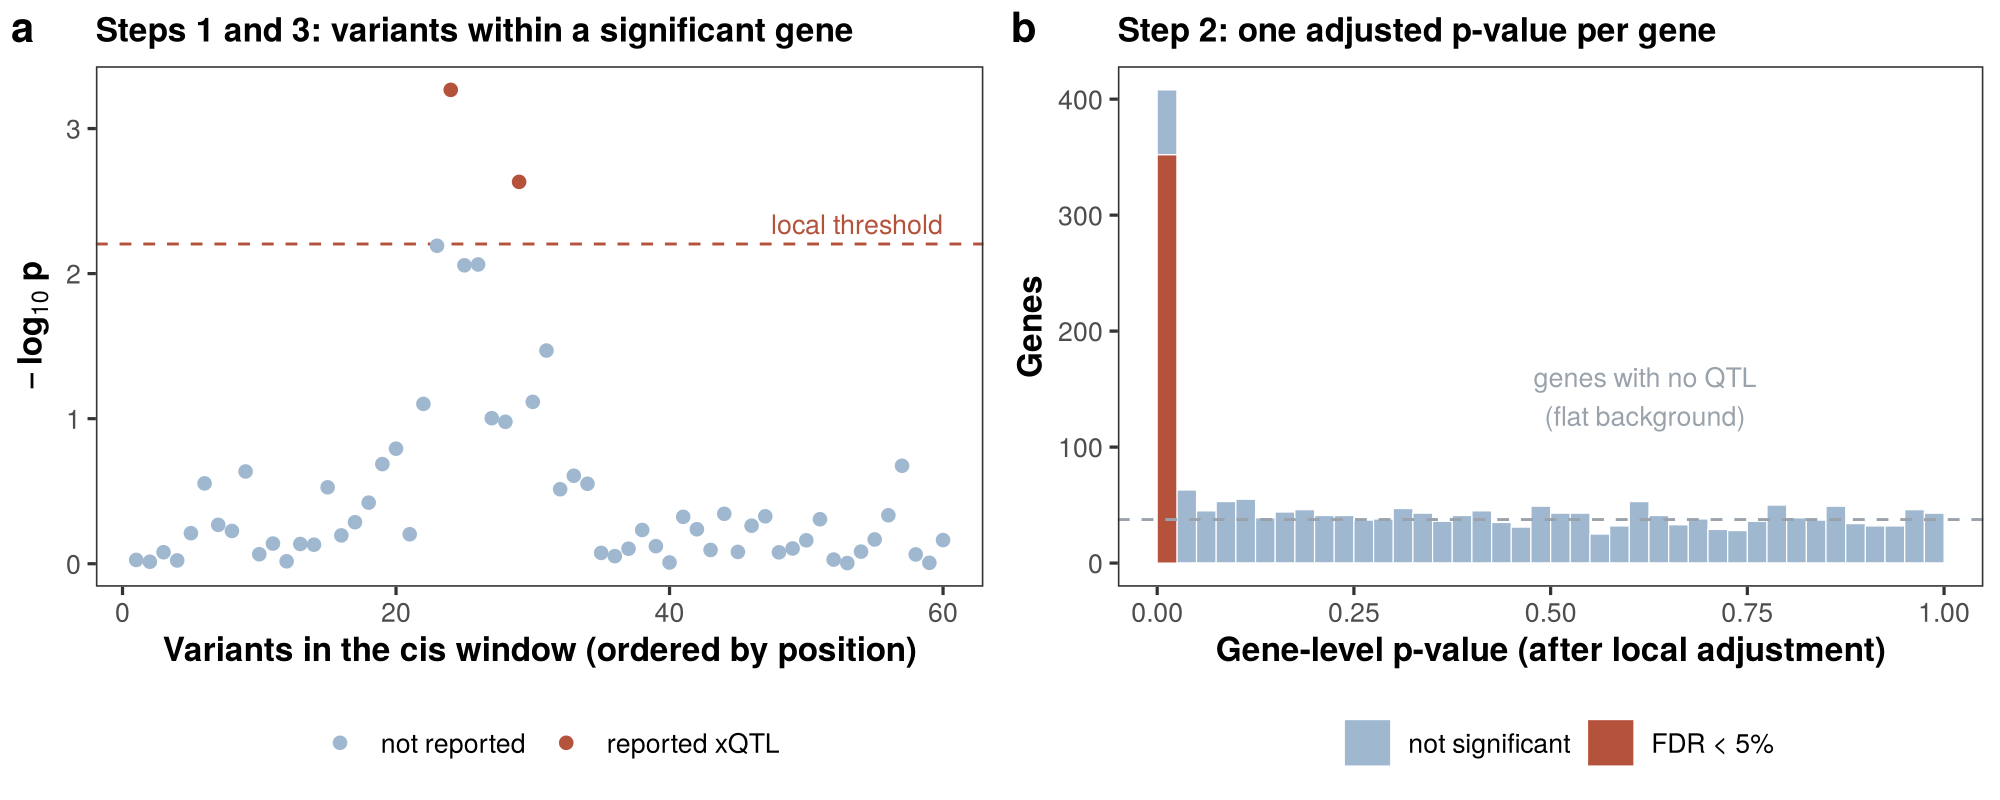 a
Steps 1 and 3: variants within a significant gene
3
2
1
0
− log10 p
local threshold
0 20 40 60
Variants in the cis window (ordered by position)
not reported reported xQTL
b
Step 2: one adjusted p-value per gene
400
300
200
100
0
Genes
genes with no QTL
(flat background)
0.00 0.25 0.50 0.75 1.00
Gene-level p-value (after local adjustment)
not significant FDR < 5%